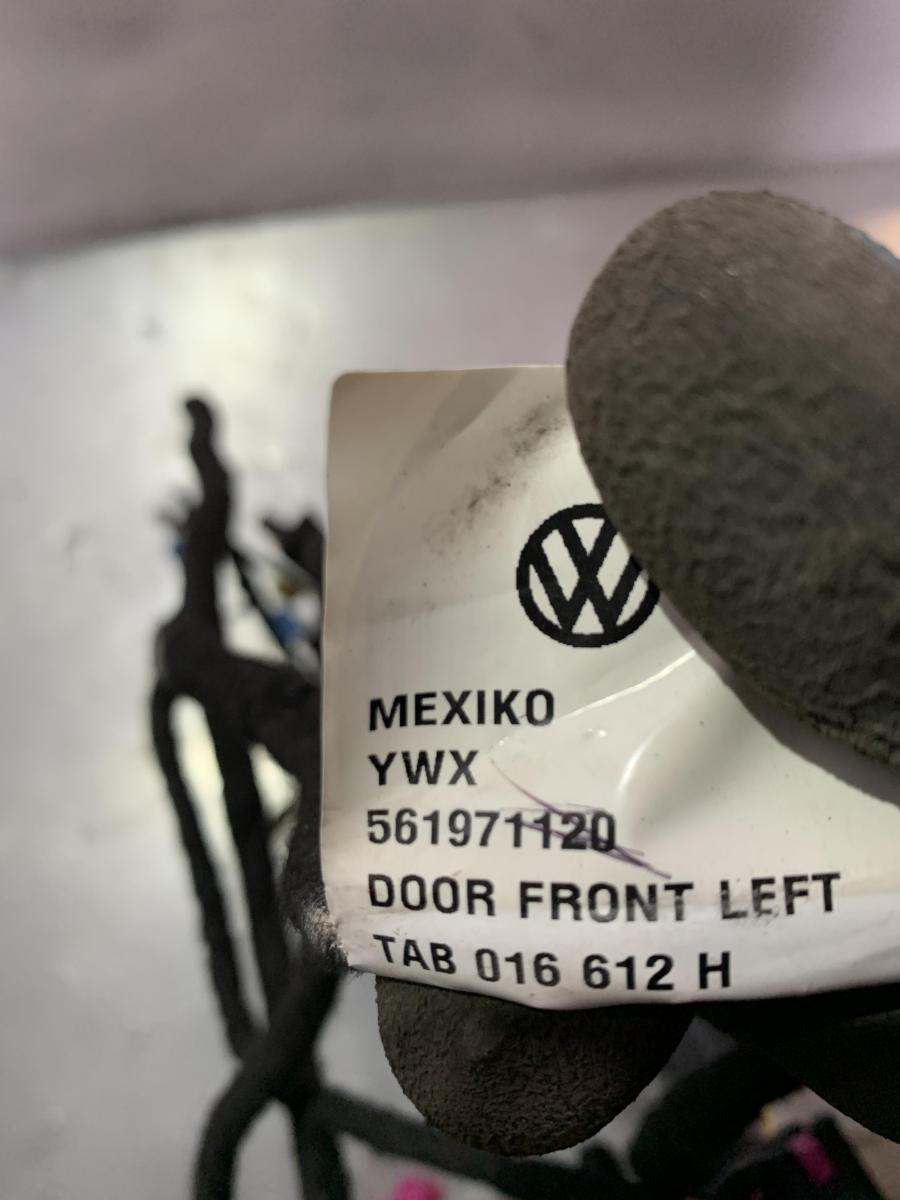 MEXIKO
YWX
561971120
DOOR FRONT LEFT
TAB 016 612 H